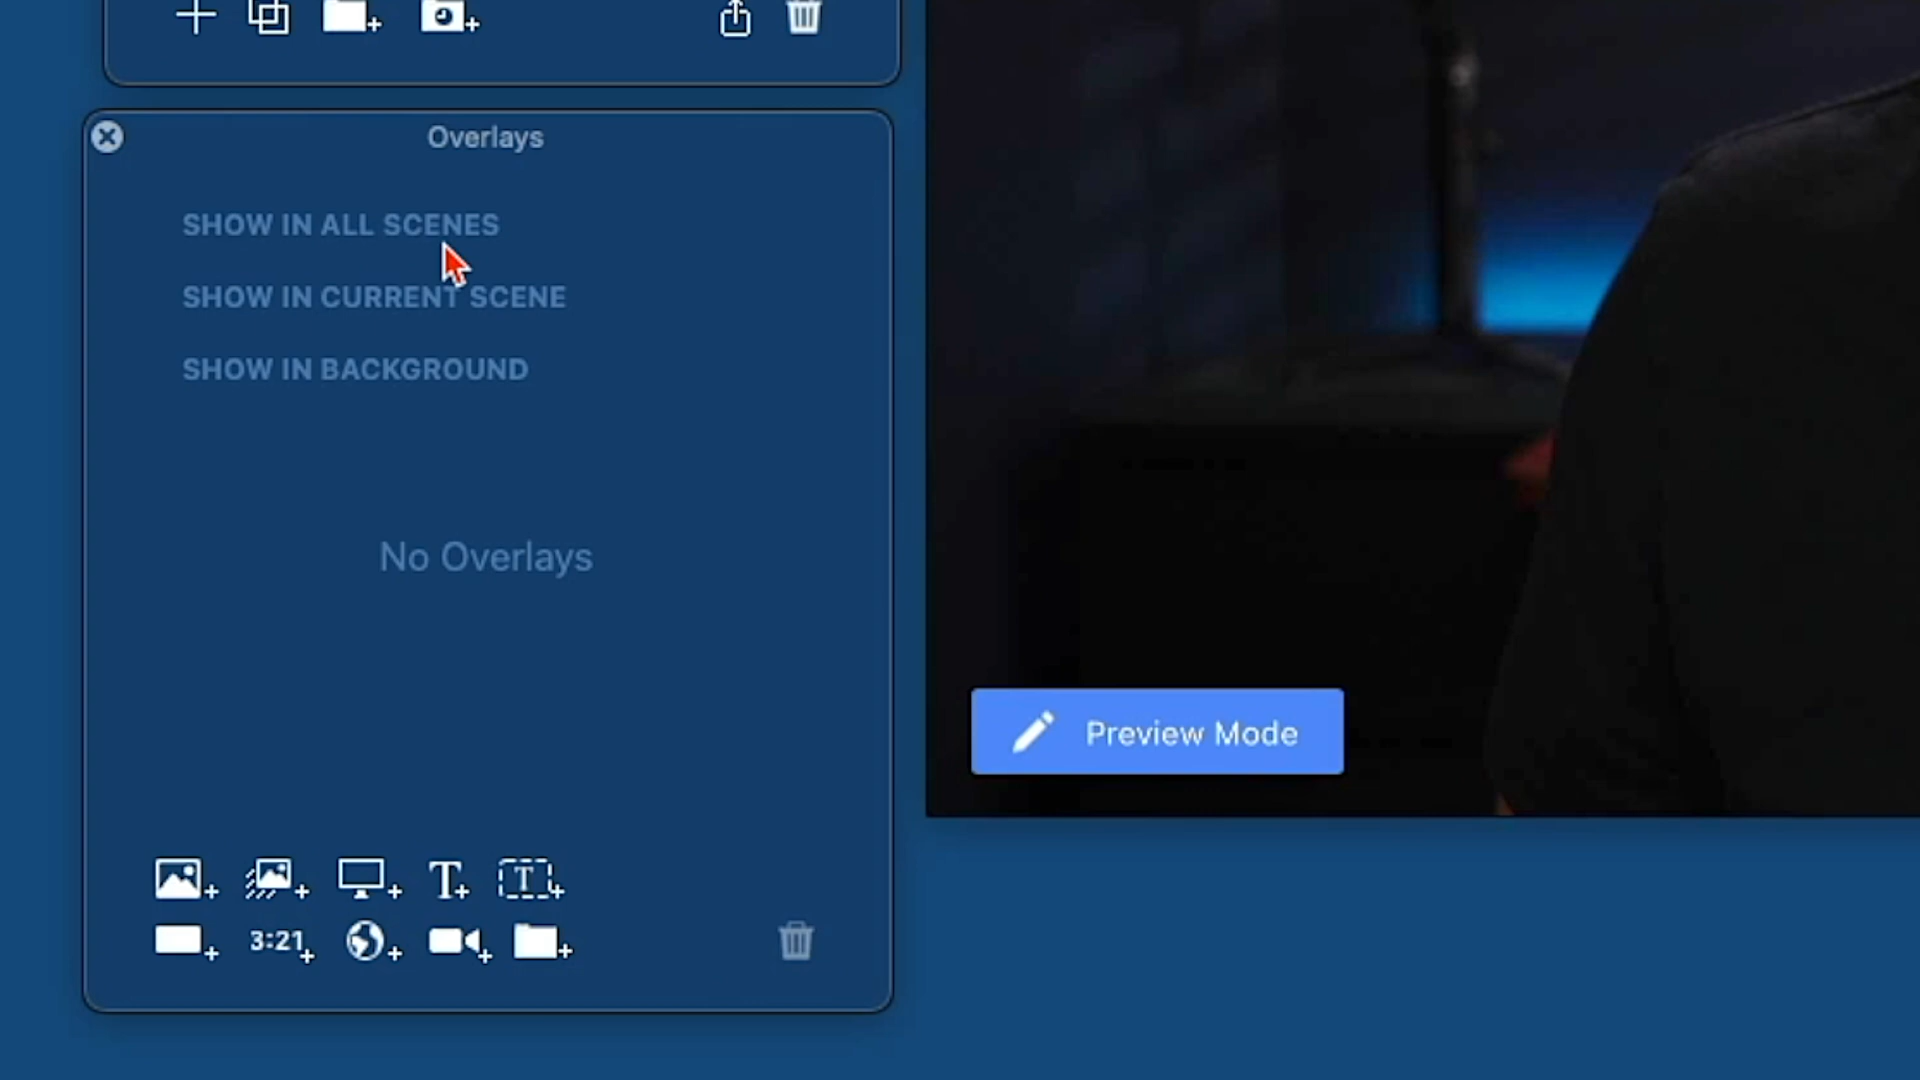 Overlays
SHOW IN ALL SCENES
SHOW IN CURRENT SCENE
SHOW IN BACKGROUND
No Overlays
Preview Mode
T
T
3:21